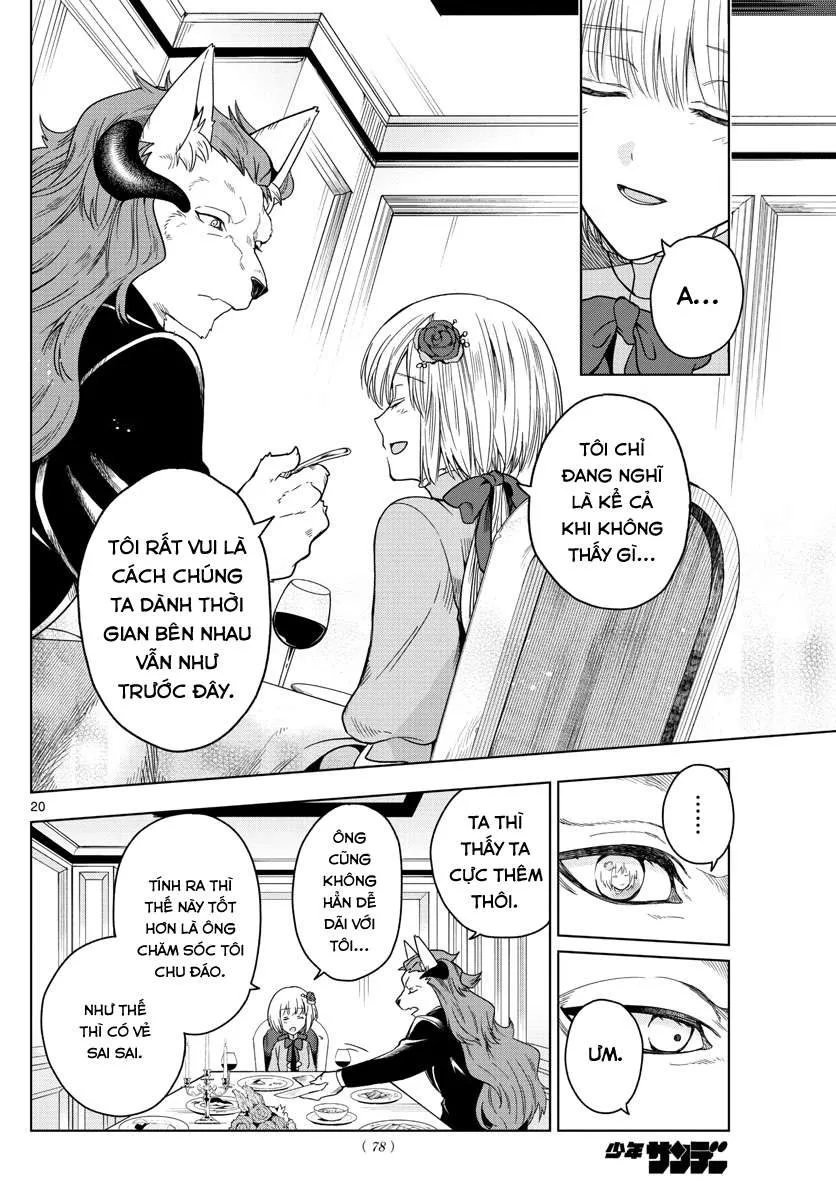 A...
TÔI CHỈ
ĐANG NGHĨ
LÀ KỂ CẢ
KHI KHÔNG
THẤY GÌ...
TÔI RẤT VUI LÀ
CÁCH CHÚNG
TA DÀNH THỜI
GIAN BÊN NHAU
VẪN NHƯ
TRƯỚC ĐÂY.
20
......
ƯM.
TA THÌ
THẤY TA
CỰC THÊM
THÔI.
ÔNG
CŨNG
KHÔNG
HẲN DỄ
DÃI VỚI
TÔI...
TÍNH RA THÌ
THẾ NÀY TỐT
HƠN LÀ ÔNG
CHĂM SÓC TÔI
CHU ĐÁO.
NHƯ THẾ
THÌ CÓ VẺ
SAI SAI.
( 78 )
少年サンデー